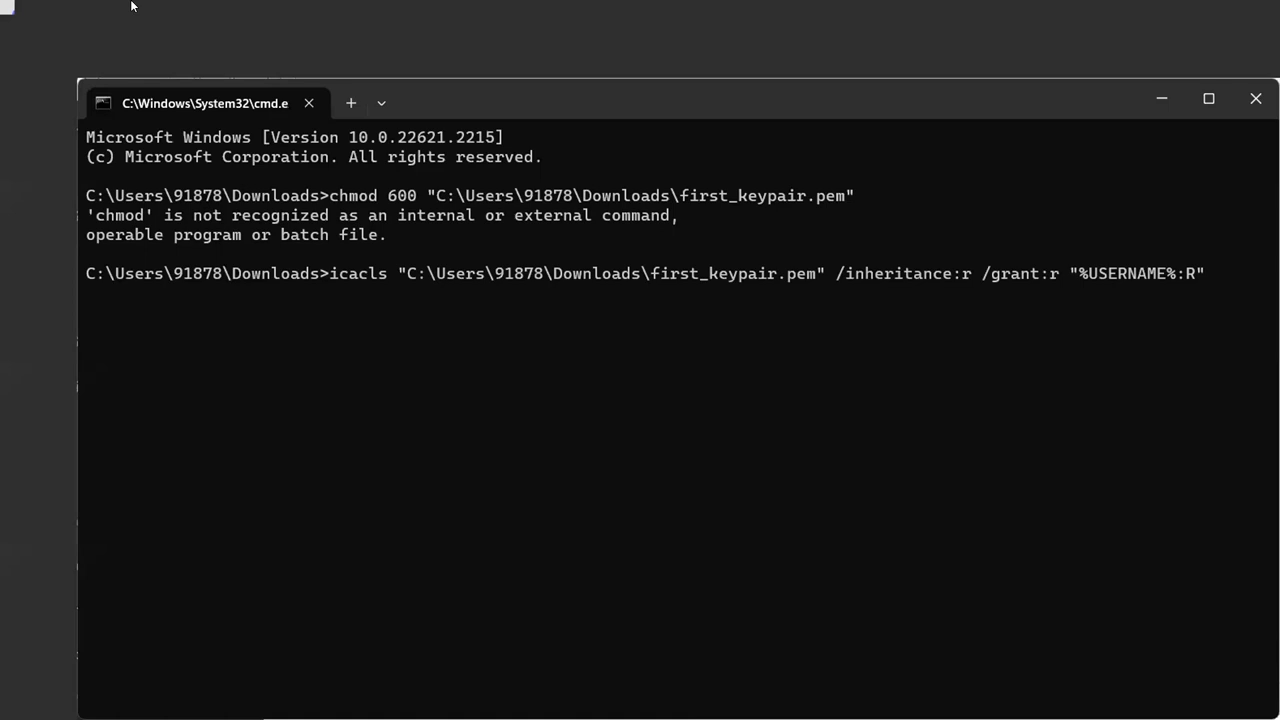 C:\Windows\System32\cmd.e
Microsoft Windows [Version 10.0.22621.2215]
(c) Microsoft Corporation. All rights reserved.
C:\Users\91878\Downloads>chmod 600 "C:\Users\91878\Downloads\first_keypair.pem"
'chmod' is not recognized as an internal or external command,
operable program or batch file.
C:\Users\91878\Downloads>icacls "C:\Users\91878\Downloads\first_keypair.pem" /inheritance:r /grant:r "%USERNAME%:R"